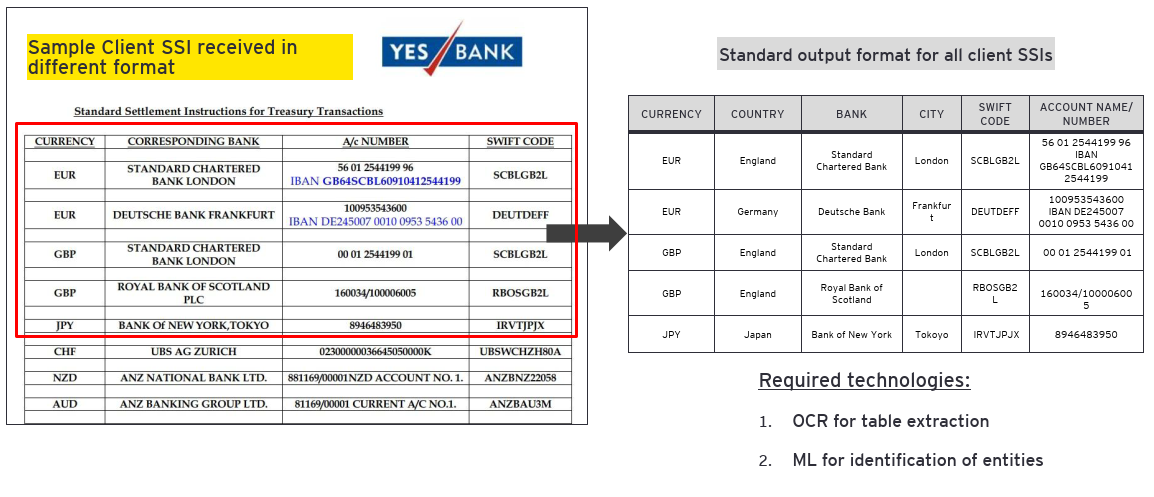 Sample Client SSI received in
different format
YES BANK
Standard Settlement Instructions for Treasury Transactions
CURRENCY CORRESPONDING BANK A/c NUMBER SWIFT CODE
EUR STANDARD CHARTERED BANK LONDON 56 01 2544199 96 IBAN GB64SCBL60910412544199 SCBLGB2L
EUR DEUTSCHE BANK FRANKFURT 100953543600 IBAN DE245007 0010 0953 5436 00 DEUTDEFF
GBP STANDARD CHARTERED BANK LONDON 00 01 2544199 01 SCBLGB2L
GBP ROYAL BANK OF SCOTLAND PLC 160034/100006005 RBOSGB2L
JPY BANK Of NEW YORK,TOKYO 8946483950 IRVTJPJX
CHF UBS AG ZURICH 02300000036645050000K UBSWCHZH80A
NZD ANZ NATIONAL BANK LTD. 881169/00001NZD ACCOUNT NO. 1. ANZBNZ22058
AUD ANZ BANKING GROUP LTD. 81169/00001 CURRENT A/C NO.1. ANZBAU3M
Standard output format for all client SSIs
CURRENCY COUNTRY BANK CITY SWIFT CODE ACCOUNT NAME/ NUMBER
EUR England Standard Chartered Bank London SCBLGB2L 56 01 2544199 96 IBAN GB64SCBL6091041 2544199
EUR Germany Deutsche Bank Frankfur t DEUTDEFF 100953543600 IBAN DE245007 0010 0953 5436 00
GBP England Standard Chartered Bank London SCBLGB2L 00 01 2544199 01
GBP England Royal Bank of Scotland RBOSGB2 L 160034/10000600 5
JPY Japan Bank of New York Tokoyo IRVTJPJX 8946483950
Required technologies:
1. OCR for table extraction
2. ML for identification of entities